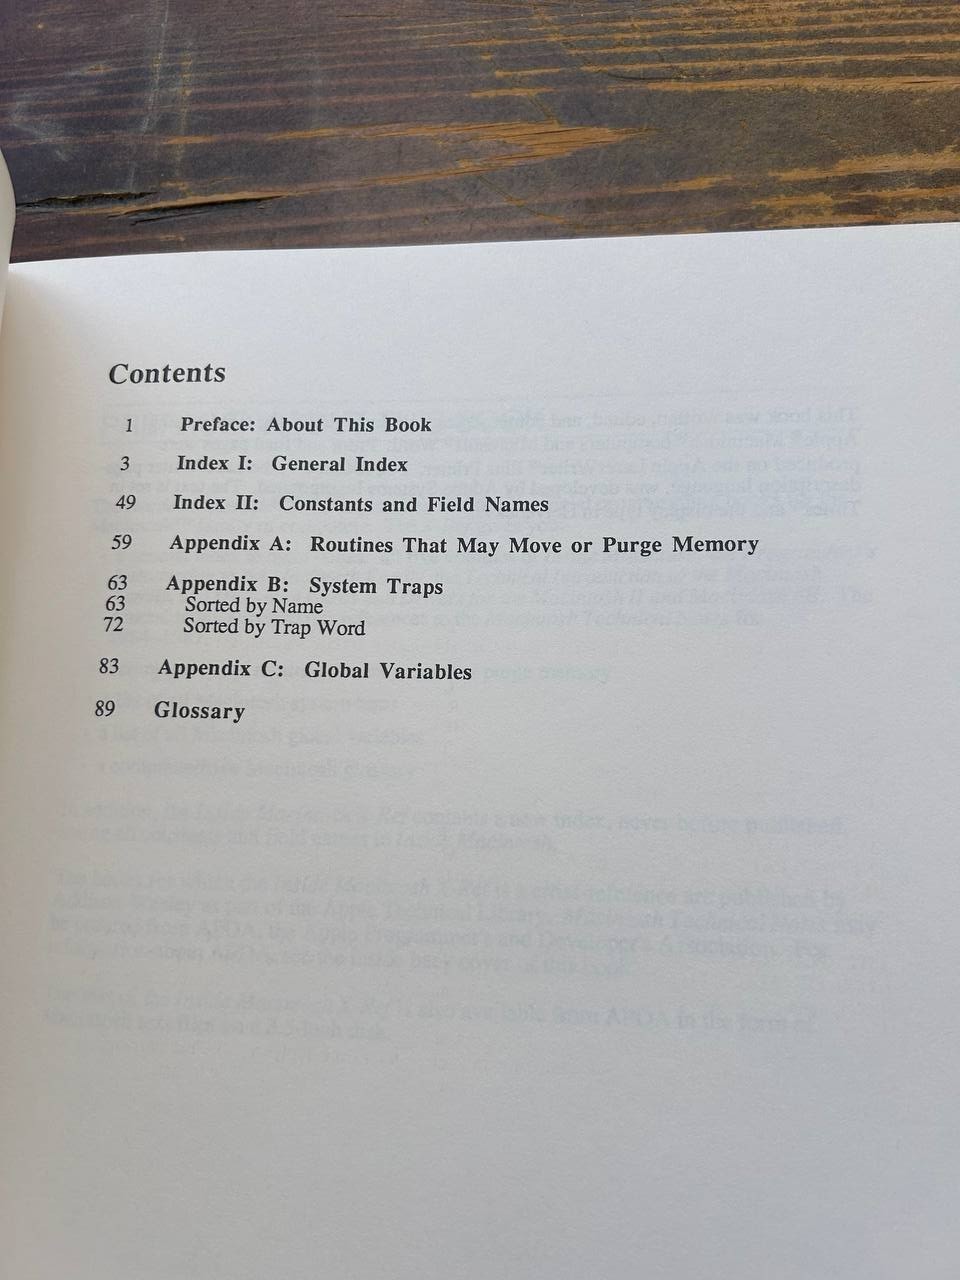 Contents
1 Preface: About This Book
3 Index I: General Index
49 Index II: Constants and Field Names
59 Appendix A: Routines That May Move or Purge Memory
63 Appendix B: System Traps
63 Sorted by Name
72 Sorted by Trap Word
83 Appendix C: Global Variables
89 Glossary